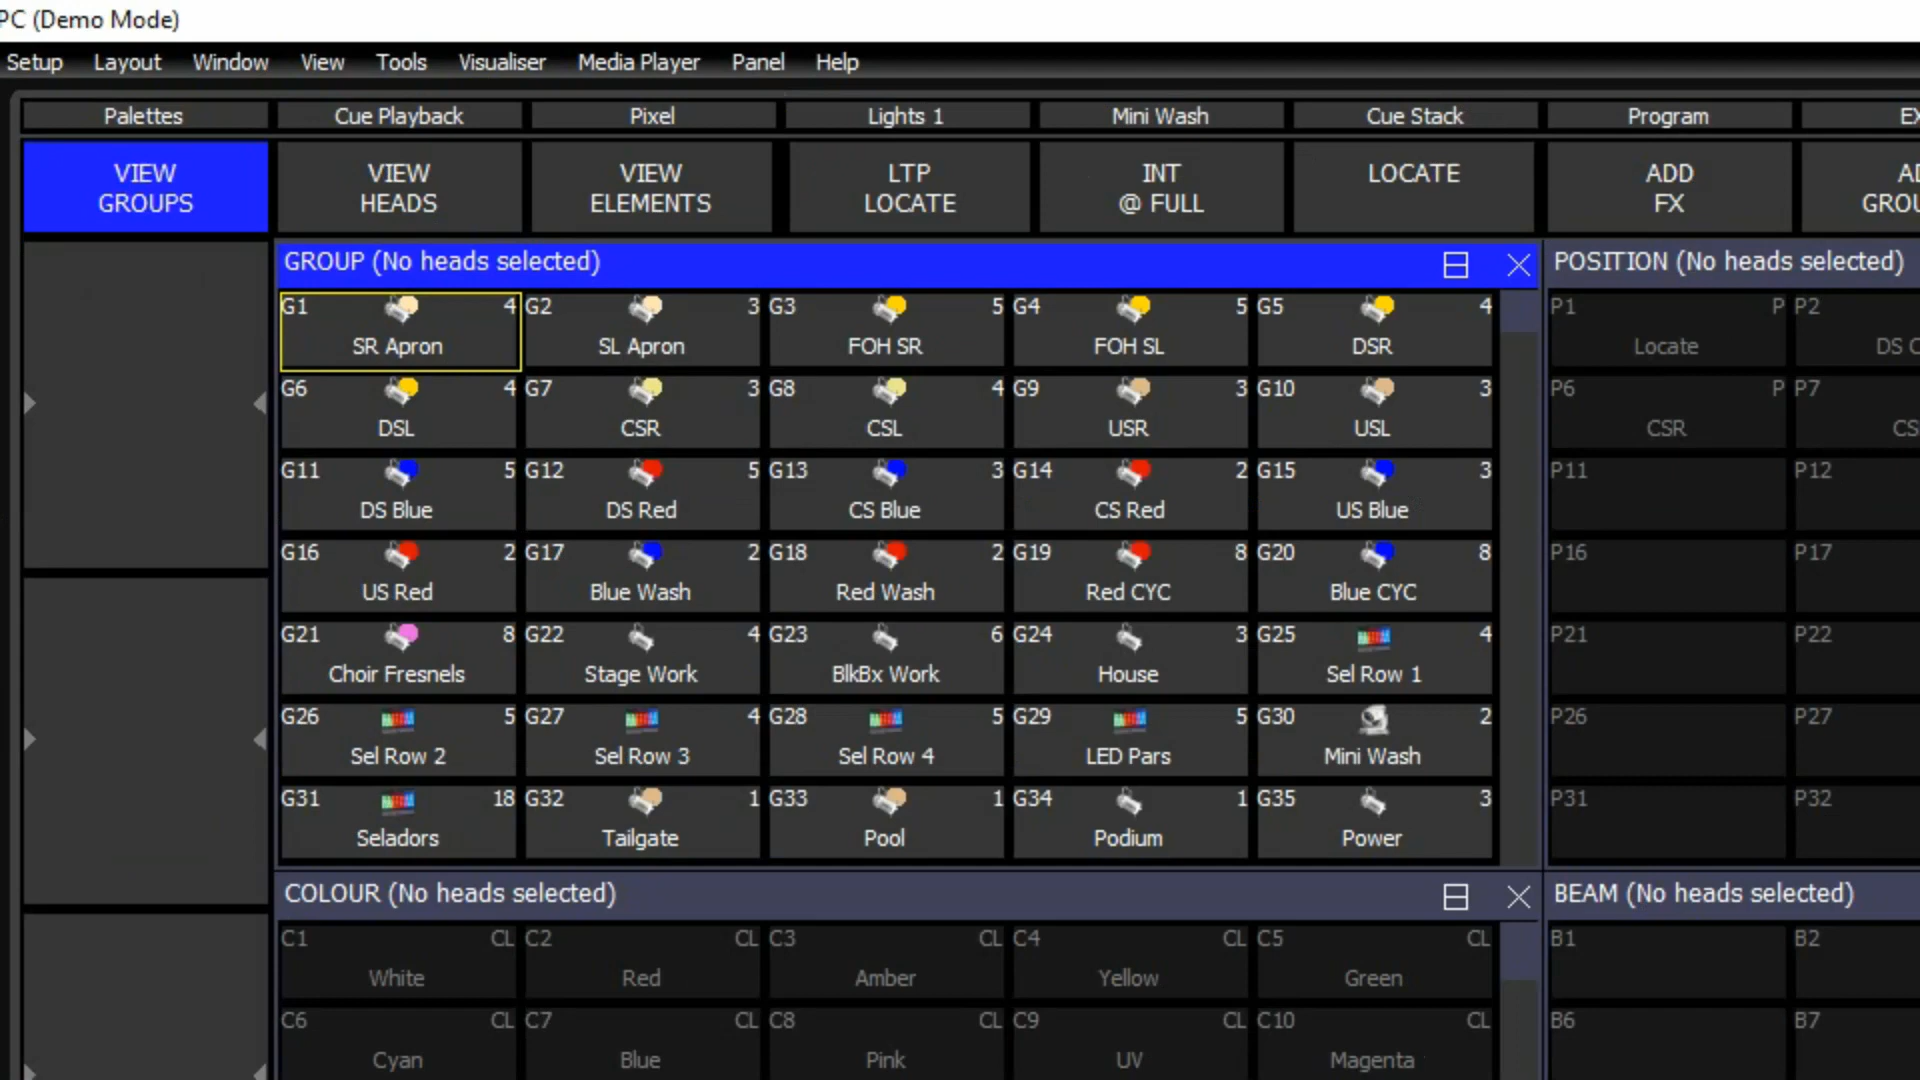 PC (Demo Mode)
Setup Layout Window View Tools Visualiser Media Player Panel Help
Palettes Cue Playback Pixel Lights 1 Mini Wash Cue Stack Program
VIEW GROUPS
VIEW HEADS
VIEW ELEMENTS
LTP LOCATE
INT @ FULL
LOCATE
ADD FX
GROUP (No heads selected)
G1 4 G2 3 G3 5 G4 5 G5 4
SR Apron SL Apron FOH SR FOH SL DSR
G6 4 G7 3 G8 4 G9 3 G10 3
DSL CSR CSL USR USL
G11 5 G12 5 G13 3 G14 2 G15 3
DS Blue DS Red CS Blue CS Red US Blue
G16 2 G17 2 G18 2 G19 8 G20 8
US Red Blue Wash Red Wash Red CYC Blue CYC
G21 8 G22 4 G23 6 G24 3 G25 4
Choir Fresnels Stage Work BlkBx Work House Sel Row 1
G26 5 G27 4 G28 5 G29 5 G30 2
Sel Row 2 Sel Row 3 Sel Row 4 LED Pars Mini Wash
G31 18 G32 1 G33 1 G34 1 G35 3
Seladors Tailgate Pool Podium Power
POSITION (No heads selected)
P1 P P2
Locate DS
P6 P P7
CSR CS
P11 P12
P16 P17
P21 P22
P26 P27
P31 P32
COLOUR (No heads selected)
C1 CL C2 CL C3 CL C4 CL C5 CL
White Red Amber Yellow Green
C6 CL C7 CL C8 CL C9 CL C10 CL
Cyan Blue Pink UV Magenta
BEAM (No heads selected)
B1 B2
B6 B7